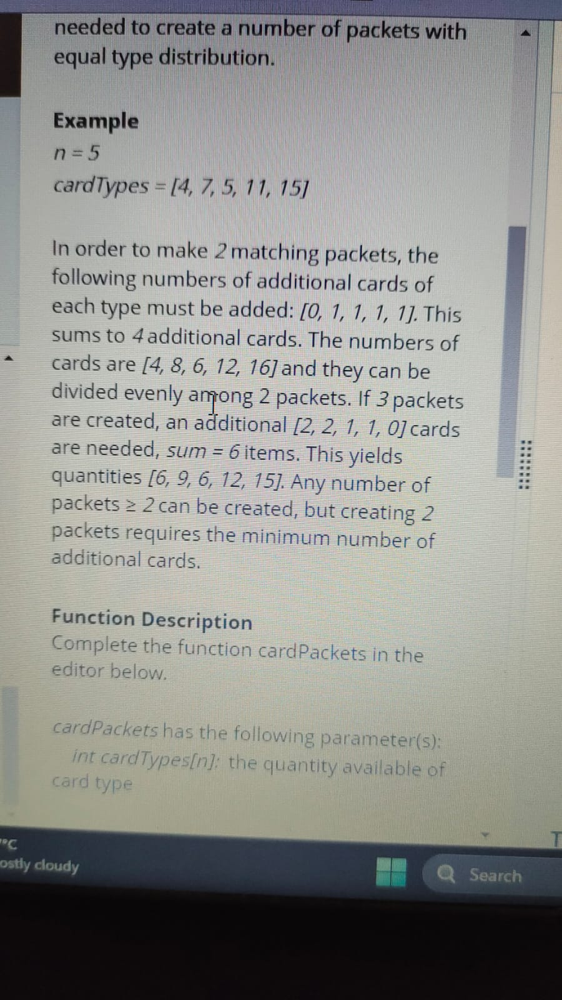 needed to create a number of packets with
equal type distribution.
Example
n = 5
cardTypes = [4, 7, 5, 11, 15]
In order to make 2 matching packets, the
following numbers of additional cards of
each type must be added: [0, 1, 1, 1, 1]. This
sums to 4 additional cards. The numbers of
cards are [4, 8, 6, 12, 16] and they can be
divided evenly among 2 packets. If 3 packets
are created, an additional [2, 2, 1, 1, 0] cards
are needed, sum = 6 items. This yields
quantities [6, 9, 6, 12, 15]. Any number of
packets ≥ 2 can be created, but creating 2
packets requires the minimum number of
additional cards.
Function Description
Complete the function cardPackets in the
editor below.
cardPackets has the following parameter(s):
int cardTypes[n]: the quantity available of
card type
°C
ostly cloudy
Search